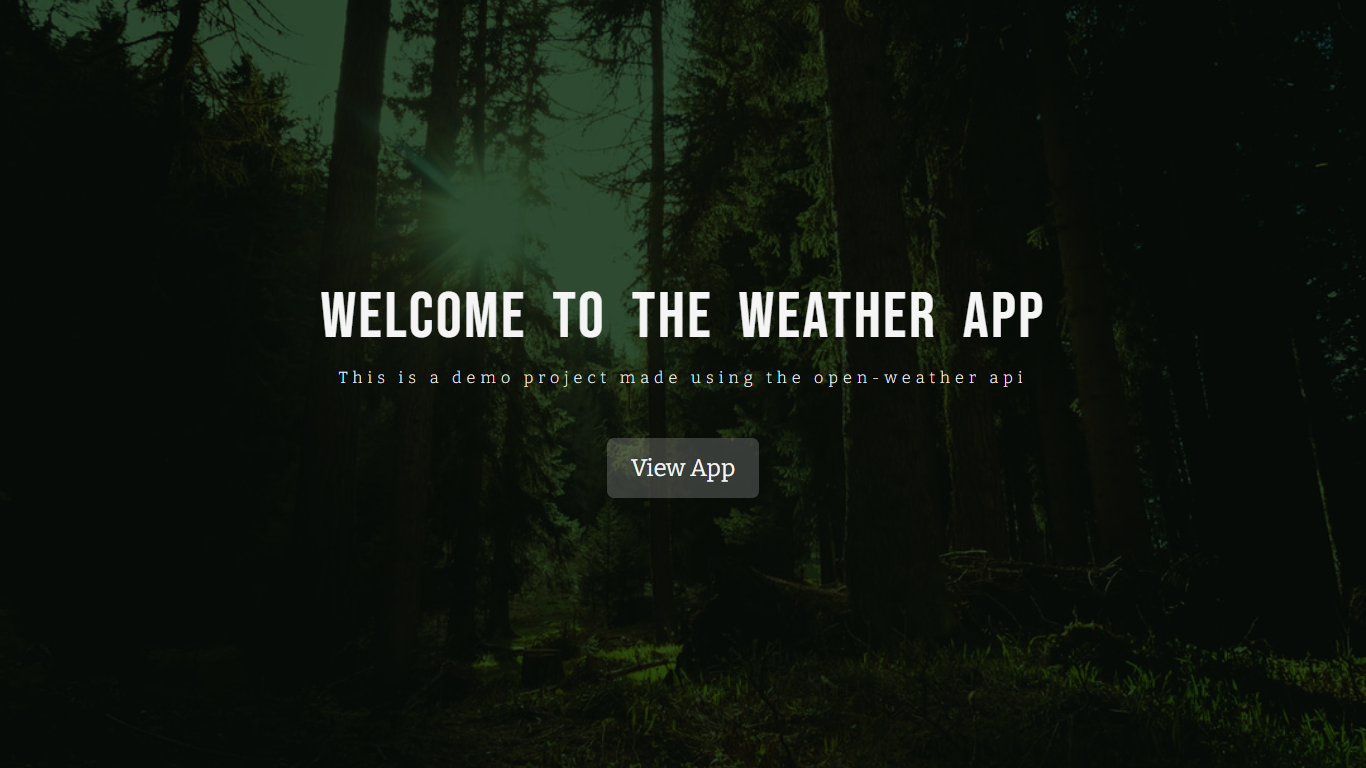 WELCOME TO THE WEATHER APP
This is a demo project made using the open-weather api
View App